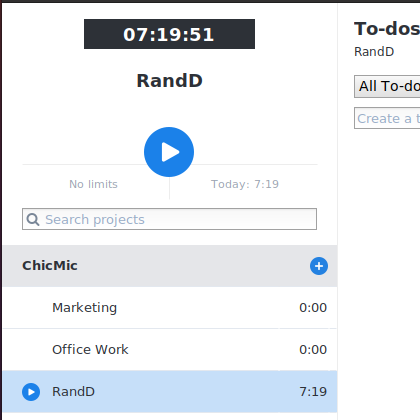 07:19:51
RandD
No limits
Today: 7:19
Search projects
ChicMic
Marketing 0:00
Office Work 0:00
RandD 7:19
To-dos
RandD
All To-do
Create a t